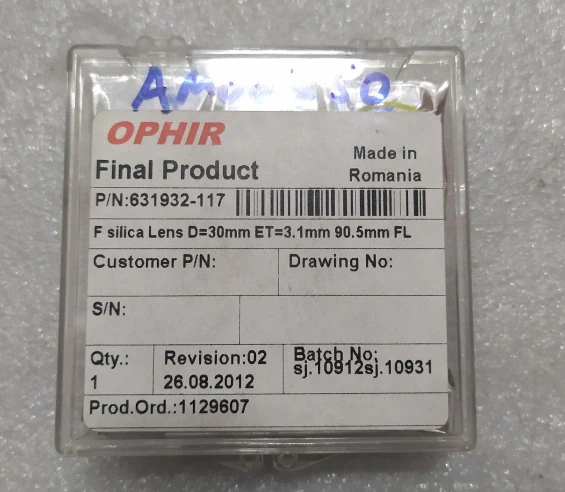 OPHIR
Final Product
Made in
Romania
P/N:631932-117
F silica Lens D=30mm ET=3.1mm 90.5mm FL
Customer P/N:
Drawing No:
S/N:
Qty.:
1
Revision:02
26.08.2012
Batch No:
sj.10912sj.10931
Prod.Ord.:1129607